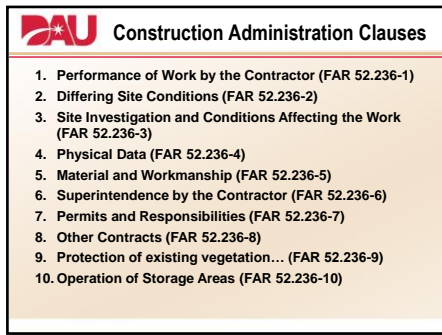 DAU
Construction Administration Clauses
1. Performance of Work by the Contractor (FAR 52.236-1)
2. Differing Site Conditions (FAR 52.236-2)
3. Site Investigation and Conditions Affecting the Work
(FAR 52.236-3)
4. Physical Data (FAR 52.236-4)
5. Material and Workmanship (FAR 52.236-5)
6. Superintendence by the Contractor (FAR 52.236-6)
7. Permits and Responsibilities (FAR 52.236-7)
8. Other Contracts (FAR 52.236-8)
9. Protection of existing vegetation… (FAR 52.236-9)
10. Operation of Storage Areas (FAR 52.236-10)